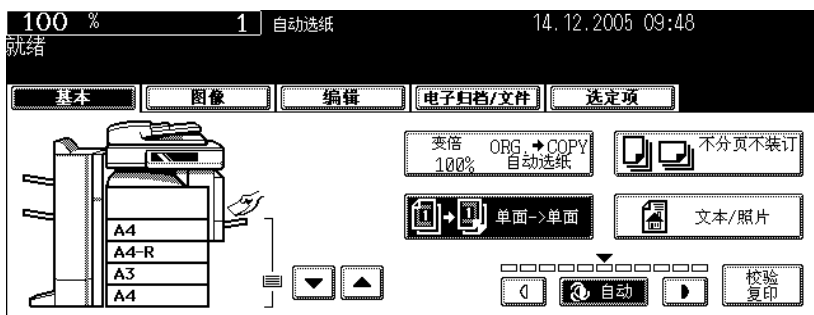 100 % 1 自动选纸 14.12.2005 09:48
就绪
基本 图像 编辑 电子归档/文件 选定项
变倍 ORG.➔COPY
100% 自动选纸
不分页不装订
1➔1 单面->单面
文本/照片
A4
A4-R
A3
A4
自动
校验
复印